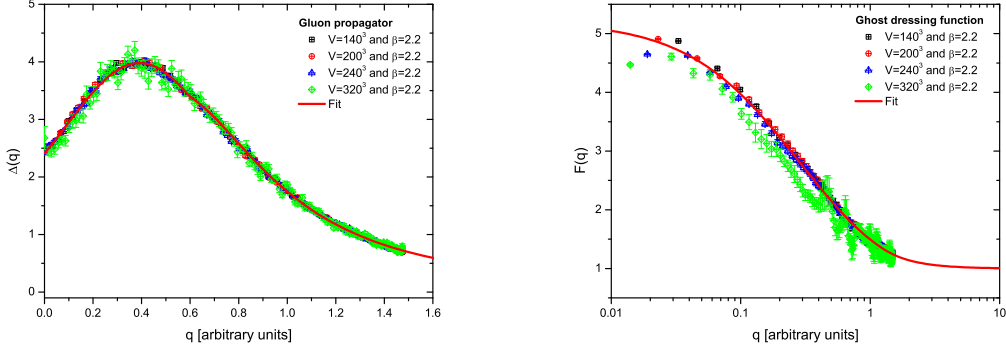 Gluon propagator
V=140³ and β=2.2
V=200³ and β=2.2
V=240³ and β=2.2
V=320³ and β=2.2
Fit
5
4
3
2
1
0
Δ(q)
0.0 0.2 0.4 0.6 0.8 1.0 1.2 1.4 1.6
q [arbitrary units]
Ghost dressing function
V=140³ and β=2.2
V=200³ and β=2.2
V=240³ and β=2.2
V=320³ and β=2.2
Fit
5
4
3
2
1
F(q)
0.01 0.1 1 10
q [arbitrary units]